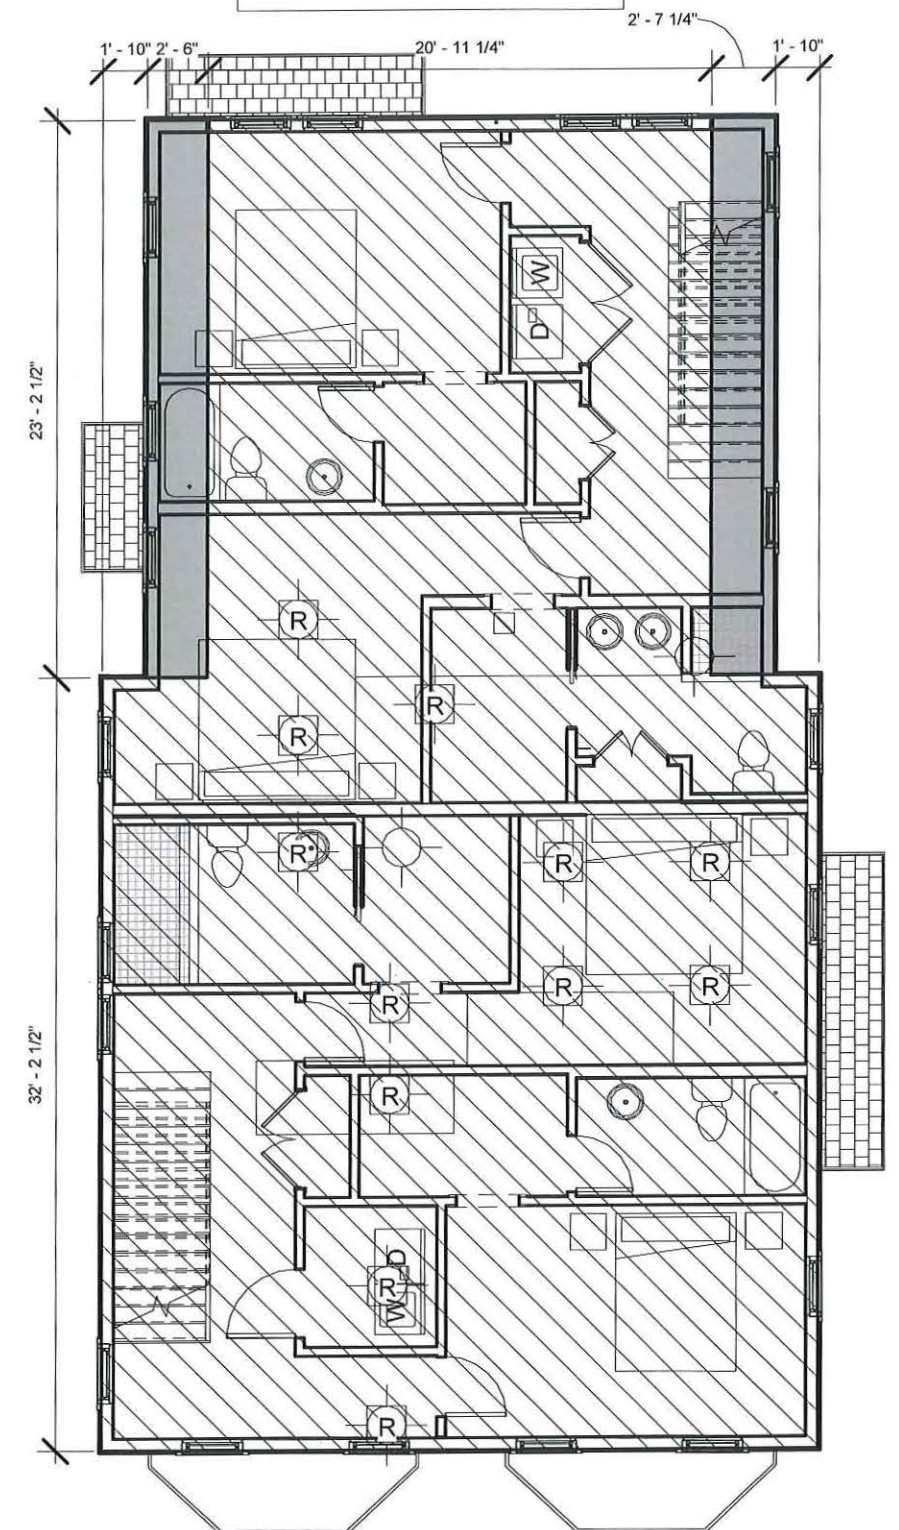 2' - 7 1/4"
1' - 10" 2' - 6" 20' - 11 1/4" 1' - 10"
23' - 2 1/2"
W
D
R
R
R
R
R
R
R
R
R
R
32' - 2 1/2"
D
R
W
R